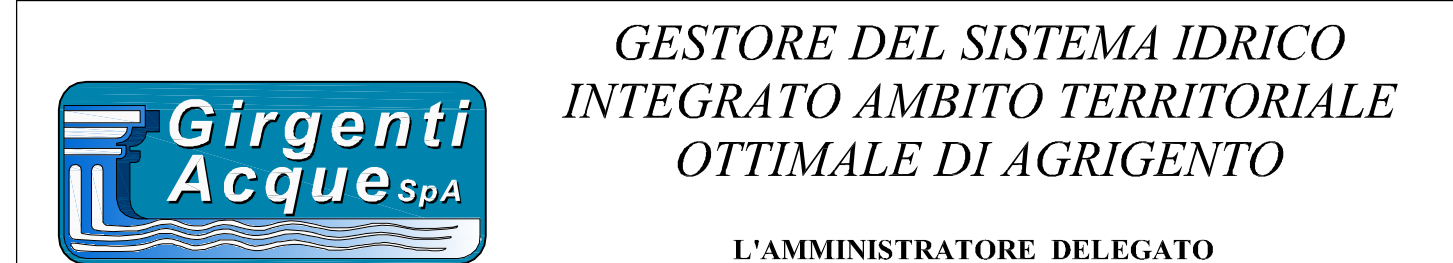 GESTORE DEL SISTEMA IDRICO
INTEGRATO AMBITO TERRITORIALE
OTTIMALE DI AGRIGENTO
Girgenti
Acque SpA
L'AMMINISTRATORE DELEGATO